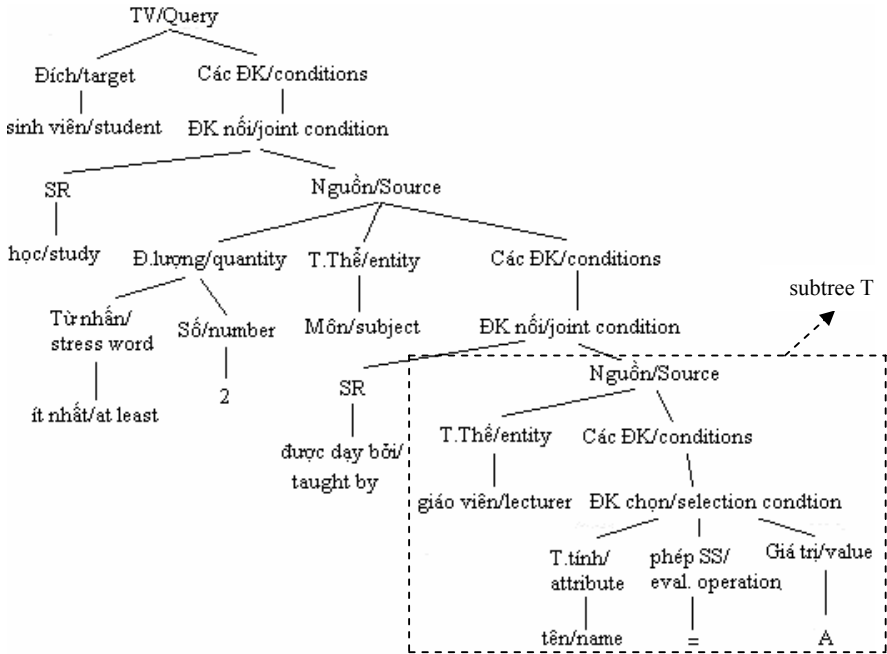 TV/Query
Đích/target
Các ĐK/conditions
sinh viên/student
ĐK nối/joint condition
SR
Nguồn/Source
học/study
Đ.lượng/quantity
T.Thể/entity
Các ĐK/conditions
subtree T
Từ nhấn/
stress word
Số/number
Môn/subject
ĐK nối/joint condition
ít nhất/at least
2
SR
Nguồn/Source
được dạy bởi/
taught by
T.Thể/entity
Các ĐK/conditions
giáo viên/lecturer
ĐK chọn/selection condtion
T.tính/
attribute
phép SS/
eval. operation
Giá trị/value
tên/name
=
A